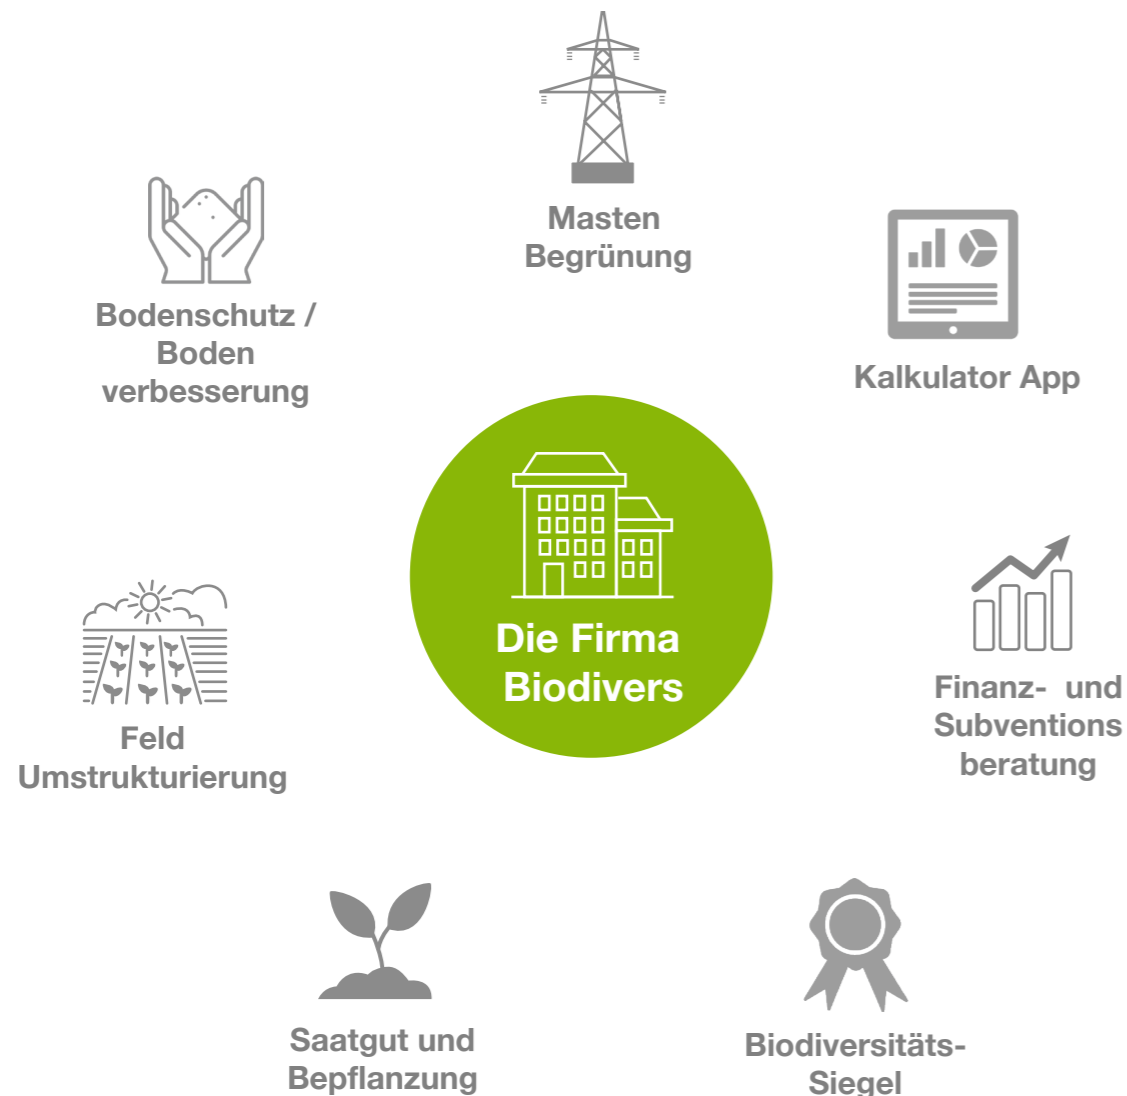 Masten
Begrünung
Bodenschutz /
Boden
verbesserung
Kalkulator App
Die Firma
Biodivers
Feld
Umstrukturierung
Finanz- und
Subventions
beratung
Saatgut und
Bepflanzung
Biodiversitäts-
Siegel